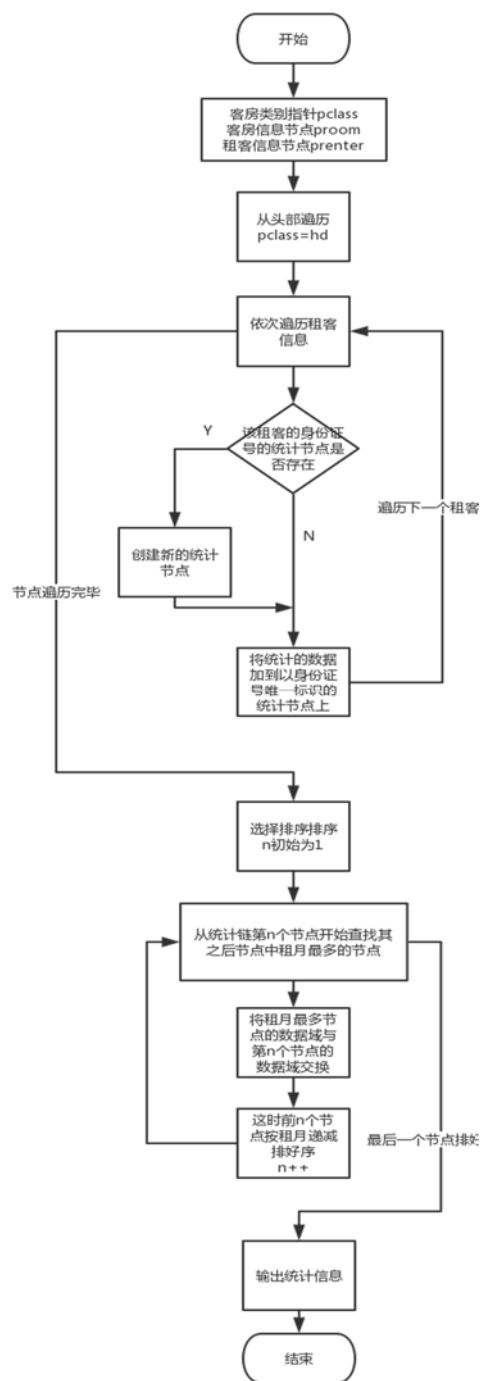 开始
客房类别指针pclass
客房信息节点proom
租客信息节点prenter
从头部遍历
pclass=hd
依次遍历租客
信息
该租客的身份证
号的统计节点是
否存在
Y
N
创建新的统计
节点
遍历下一个租客
节点遍历完毕
将统计的数据
加到以身份证
号唯一标识的
统计节点上
选择排序排序
n初始为1
从统计链第n个节点开始查找其
之后节点中租月最多的节点
将租月最多节
点的数据域与
第n个节点的
数据域交换
这时前n个节
点按租月递减
排好序
n++
最后一个节点排好
输出统计信息
结束